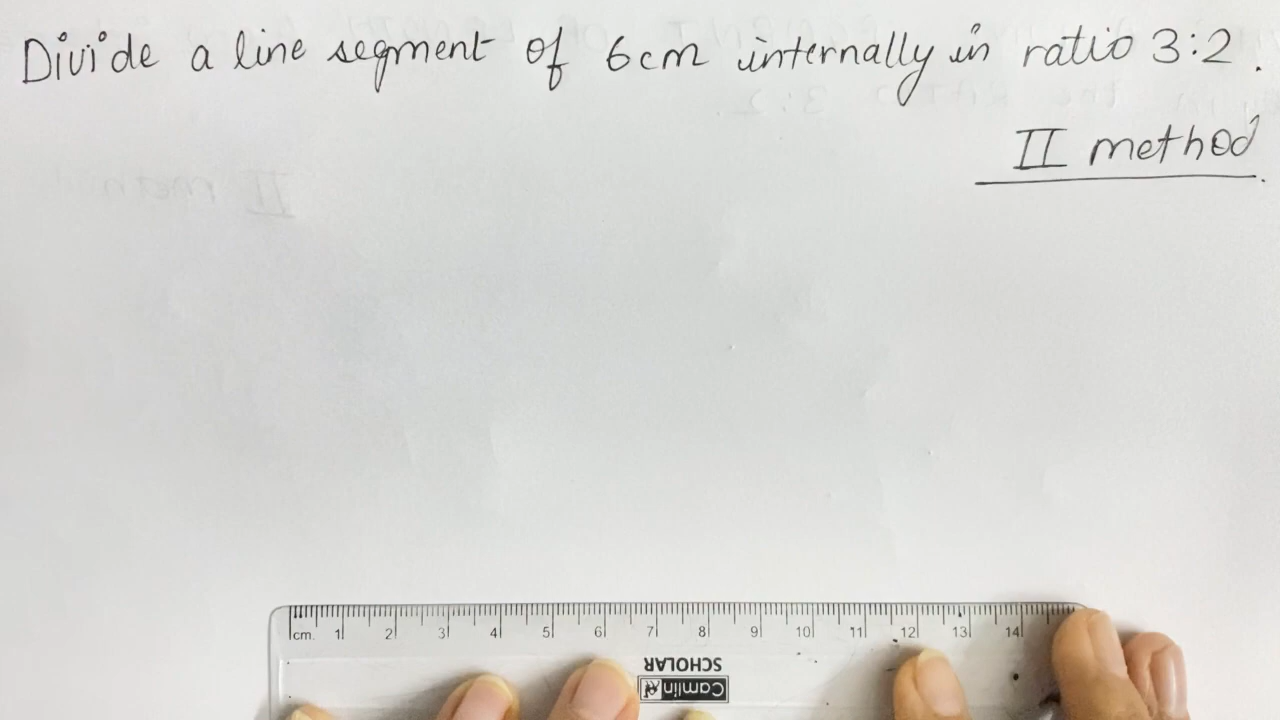 Divide a line segment of 6cm internally in ratio 3:2.
II method
cm. 1 2 3 4 5 6 7 8 9 10 11 12 13 14
SCHOLAR
Camlin